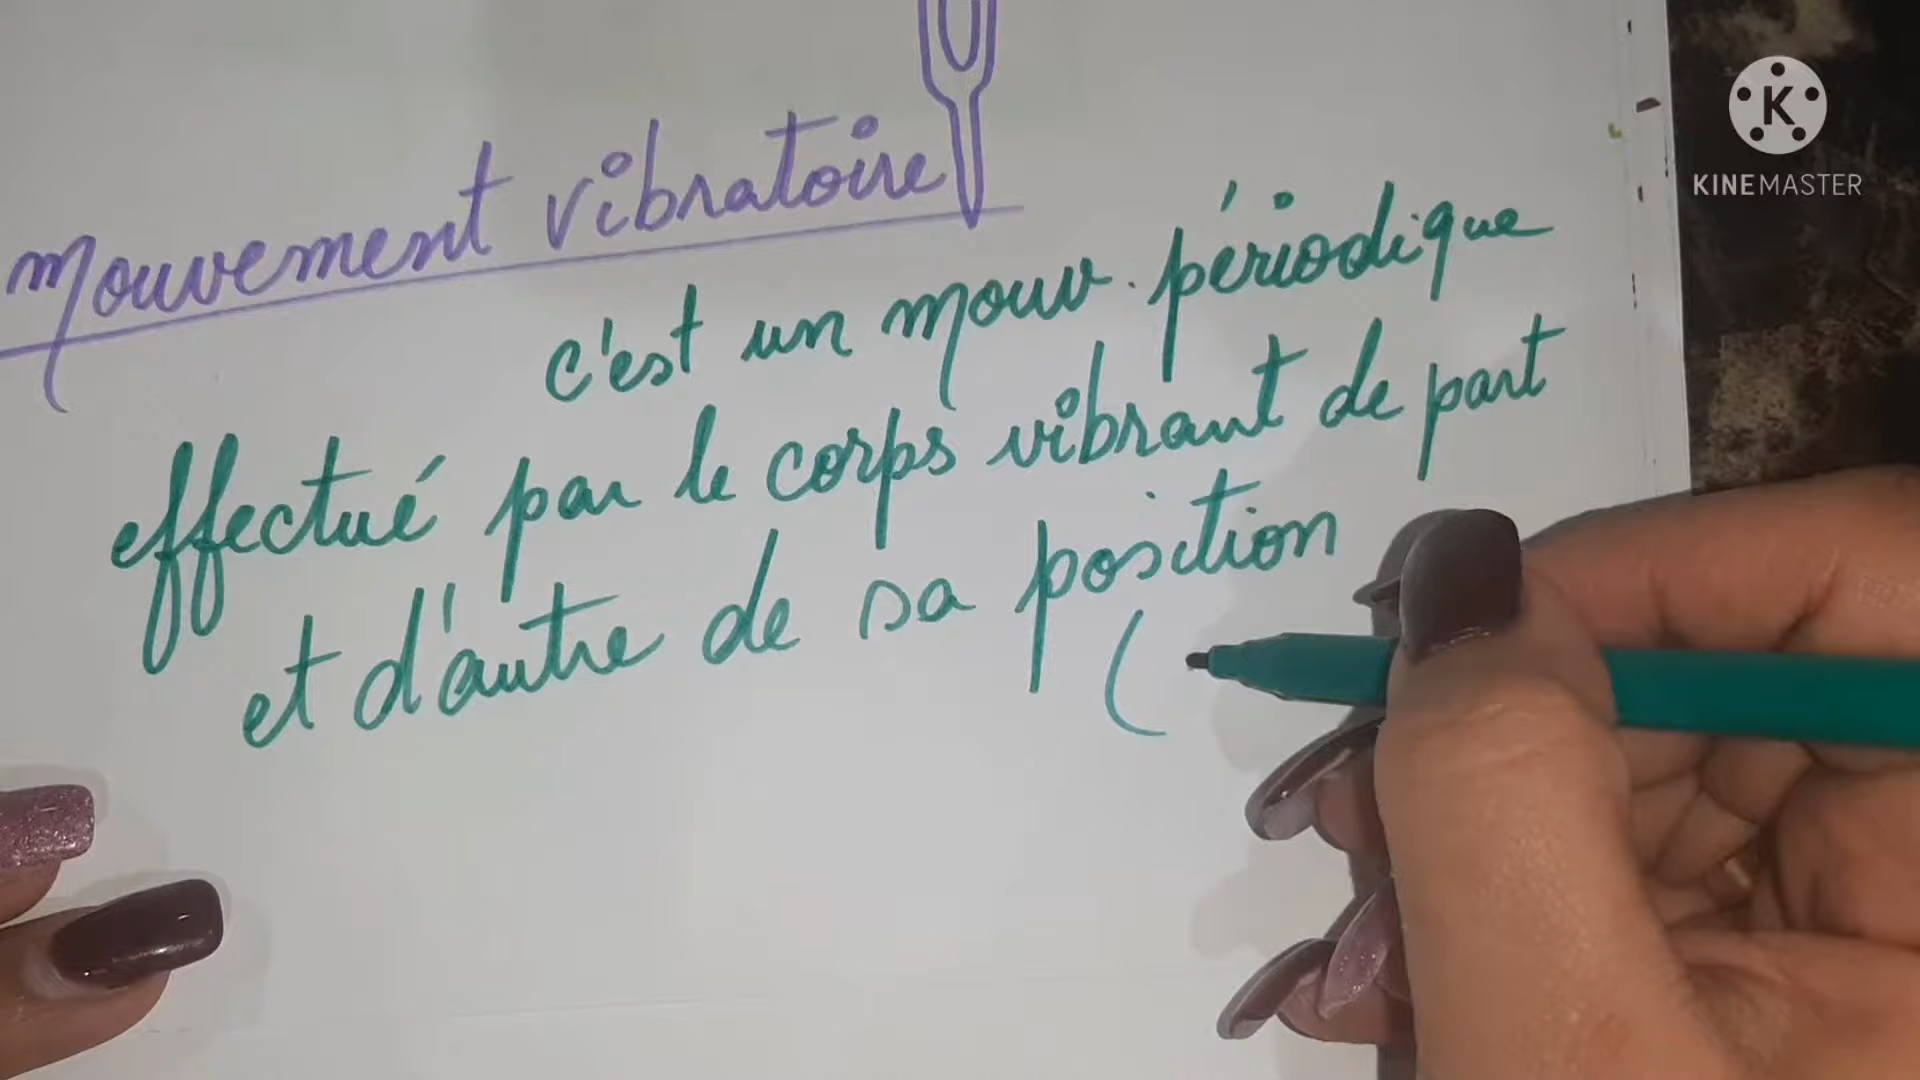 mouvement vibratoire
c'est un mouv. périodique
effectué par le corps vibrant de part
et d'autre de sa position
(
K
KINEMASTER